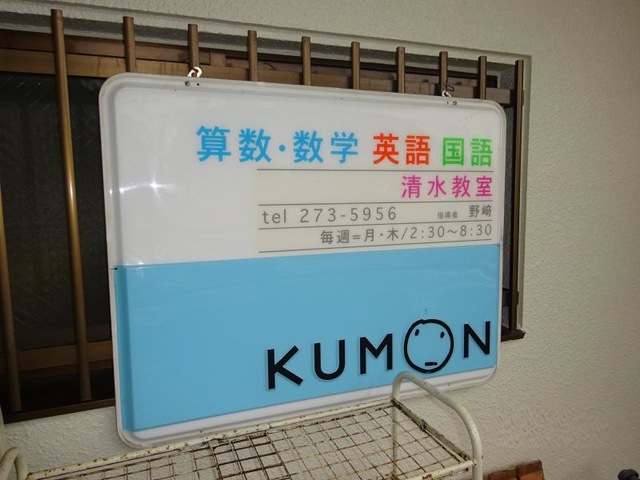 算数・数学 英語 国語
清水教室
tel 273-5956 指導者 野﨑
毎週=月・木/2:30〜8:30
KUMON